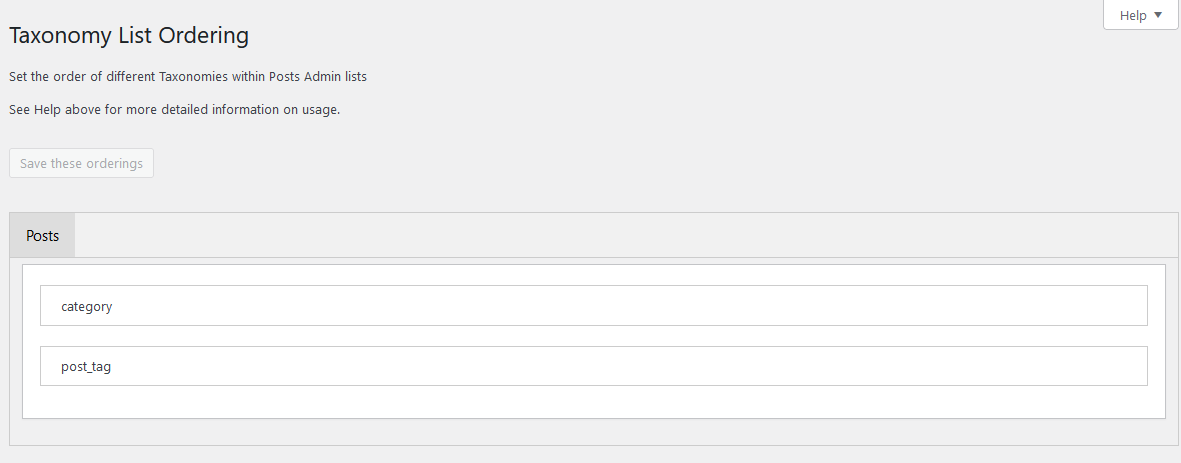 Help
Taxonomy List Ordering
Set the order of different Taxonomies within Posts Admin lists
See Help above for more detailed information on usage.
Save these orderings
Posts
category
post_tag